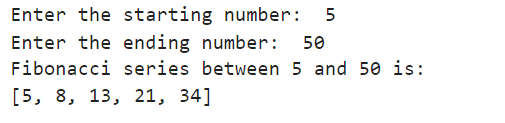 Enter the starting number:  5
Enter the ending number:  50
Fibonacci series between 5 and 50 is:
[5, 8, 13, 21, 34]